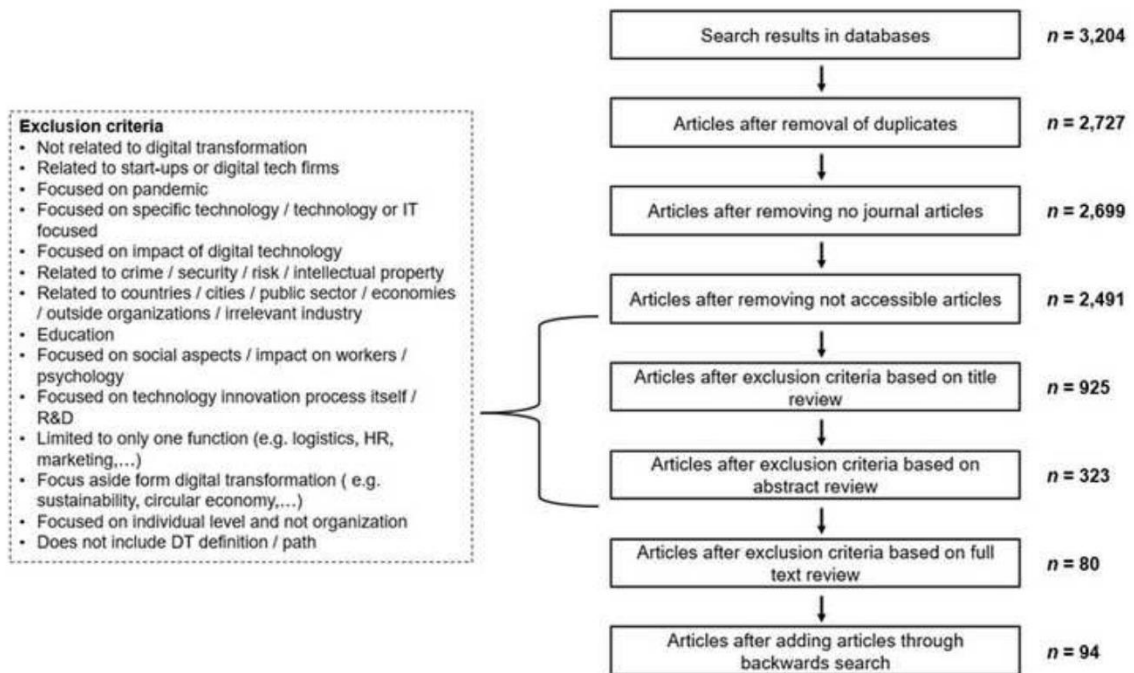 Search results in databases
n = 3,204
Articles after removal of duplicates
n = 2,727
Articles after removing no journal articles
n = 2,699
Articles after removing not accessible articles
n = 2,491
Exclusion criteria
• Not related to digital transformation
• Related to start-ups or digital tech firms
• Focused on pandemic
• Focused on specific technology / technology or IT
focused
• Focused on impact of digital technology
• Related to crime / security / risk / intellectual property
• Related to countries / cities / public sector / economies
/ outside organizations / irrelevant industry
• Education
• Focused on social aspects / impact on workers /
psychology
• Focused on technology innovation process itself /
R&D
• Limited to only one function (e.g. logistics, HR,
marketing,…)
• Focus aside form digital transformation ( e.g.
sustainability, circular economy,…)
• Focused on individual level and not organization
• Does not include DT definition / path
Articles after exclusion criteria based on title
review
n = 925
Articles after exclusion criteria based on
abstract review
n = 323
Articles after exclusion criteria based on full
text review
n = 80
Articles after adding articles through
backwards search
n = 94